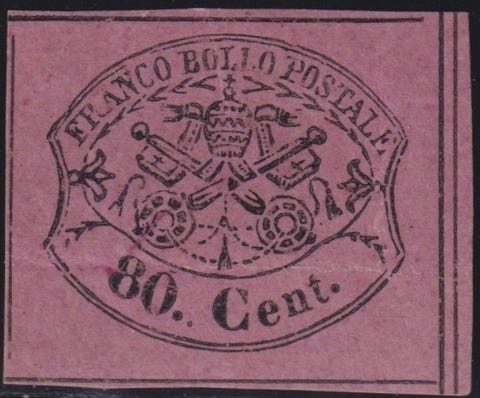 FRANCO BOLLO POSTALE
80. Cent.